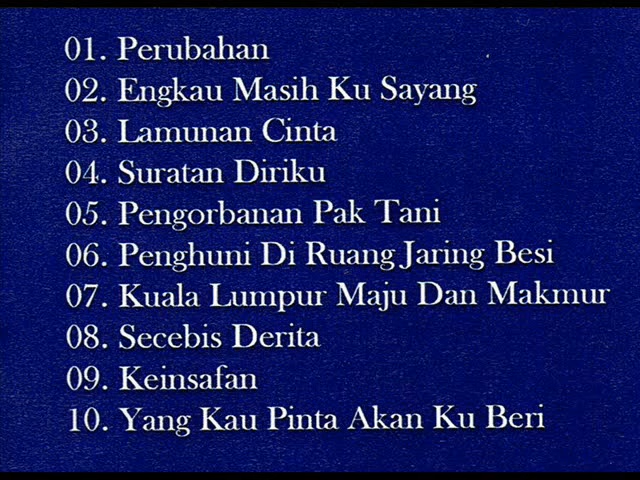 01. Perubahan
02. Engkau Masih Ku Sayang
03. Lamunan Cinta
04. Suratan Diriku
05. Pengorbanan Pak Tani
06. Penghuni Di Ruang Jaring Besi
07. Kuala Lumpur Maju Dan Makmur
08. Secebis Derita
09. Keinsafan
10. Yang Kau Pinta Akan Ku Beri